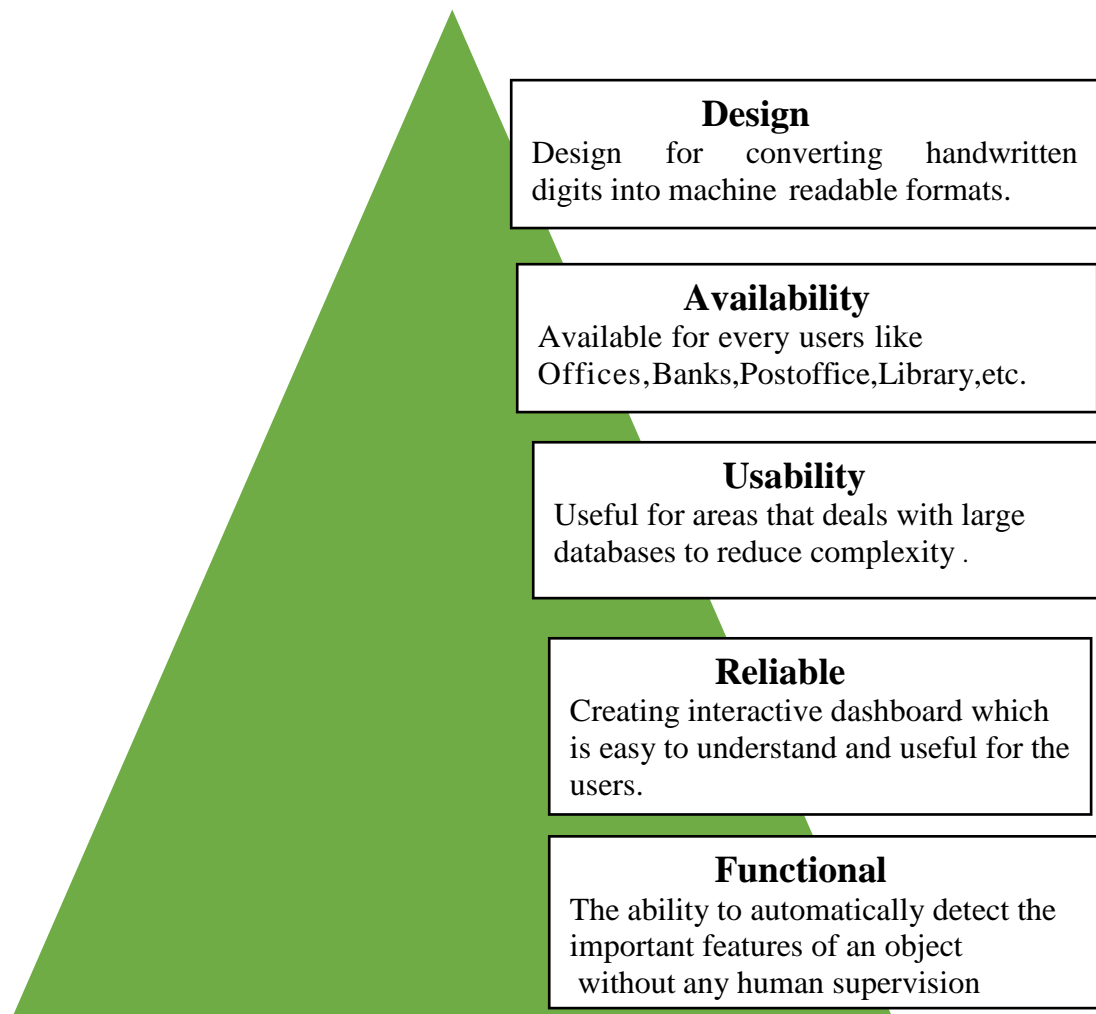 Design
Design for converting handwritten
digits into machine readable formats.
Availability
Available for every users like
Offices,Banks,Postoffice,Library,etc.
Usability
Useful for areas that deals with large
databases to reduce complexity .
Reliable
Creating interactive dashboard which
is easy to understand and useful for the
users.
Functional
The ability to automatically detect the
important features of an object
without any human supervision